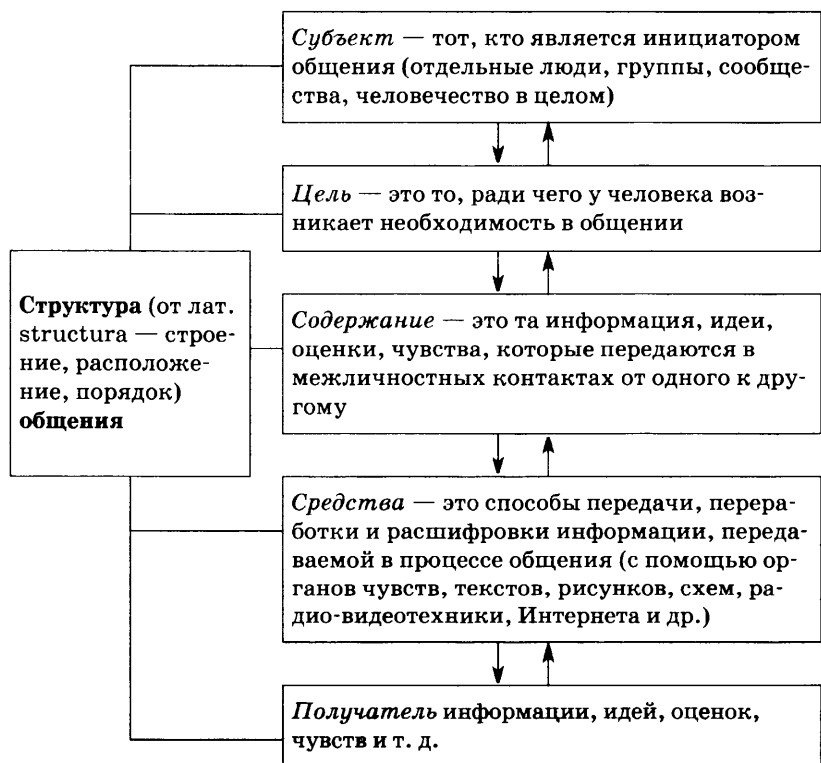 Субъект — тот, кто является инициатором
общения (отдельные люди, группы, сообще-
ства, человечество в целом)
Цель — это то, ради чего у человека воз-
никает необходимость в общении
Структура (от лат.
structura — строе-
ние, расположе-
ние, порядок)
общения
Содержание — это та информация, идеи,
оценки, чувства, которые передаются в
межличностных контактах от одного к дру-
гому
Средства — это способы передачи, перера-
ботки и расшифровки информации, переда-
ваемой в процессе общения (с помощью ор-
ганов чувств, текстов, рисунков, схем, ра-
дио-видеотехники, Интернета и др.)
Получатель информации, идей, оценок,
чувств и т. д.